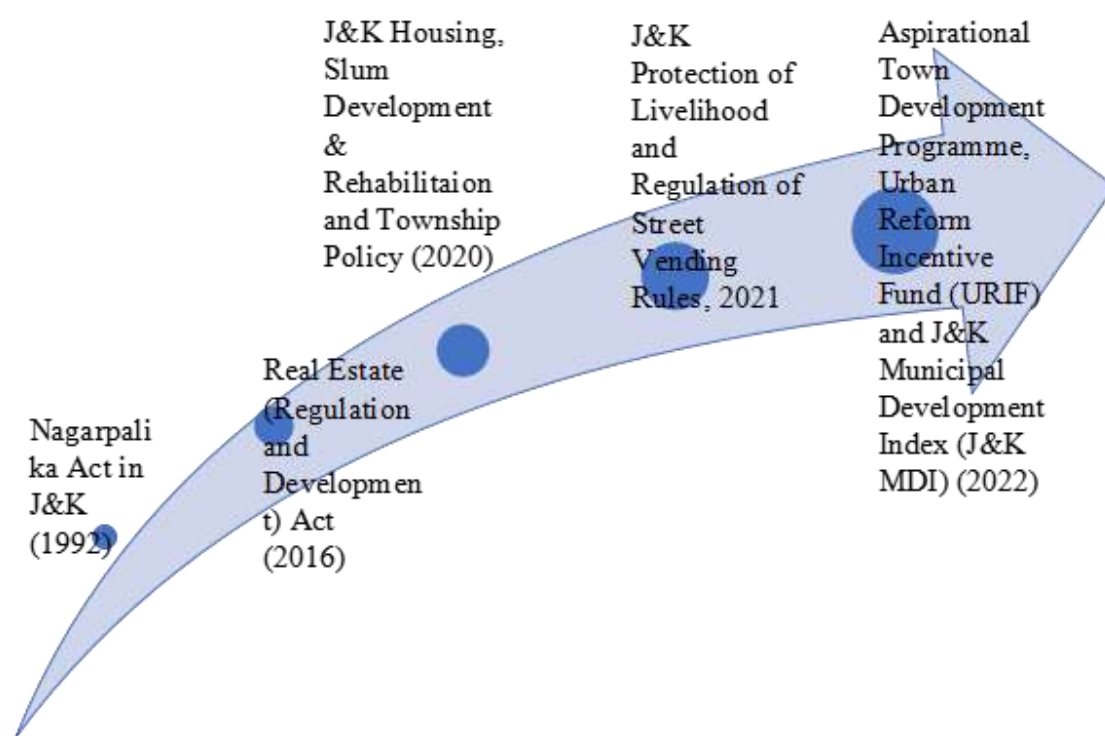 Nagarpali
ka Act in
J&K
(1992)
Real Estate
(Regulation
and
Developmen
t) Act
(2016)
J&K Housing,
Slum
Development
&
Rehabilitaion
and Township
Policy (2020)
J&K
Protection of
Livelihood
and
Regulation of
Street
Vending
Rules, 2021
Aspirational
Town
Development
Programme,
Urban
Reform
Incentive
Fund (URIF)
and J&K
Municipal
Development
Index (J&K
MDI) (2022)